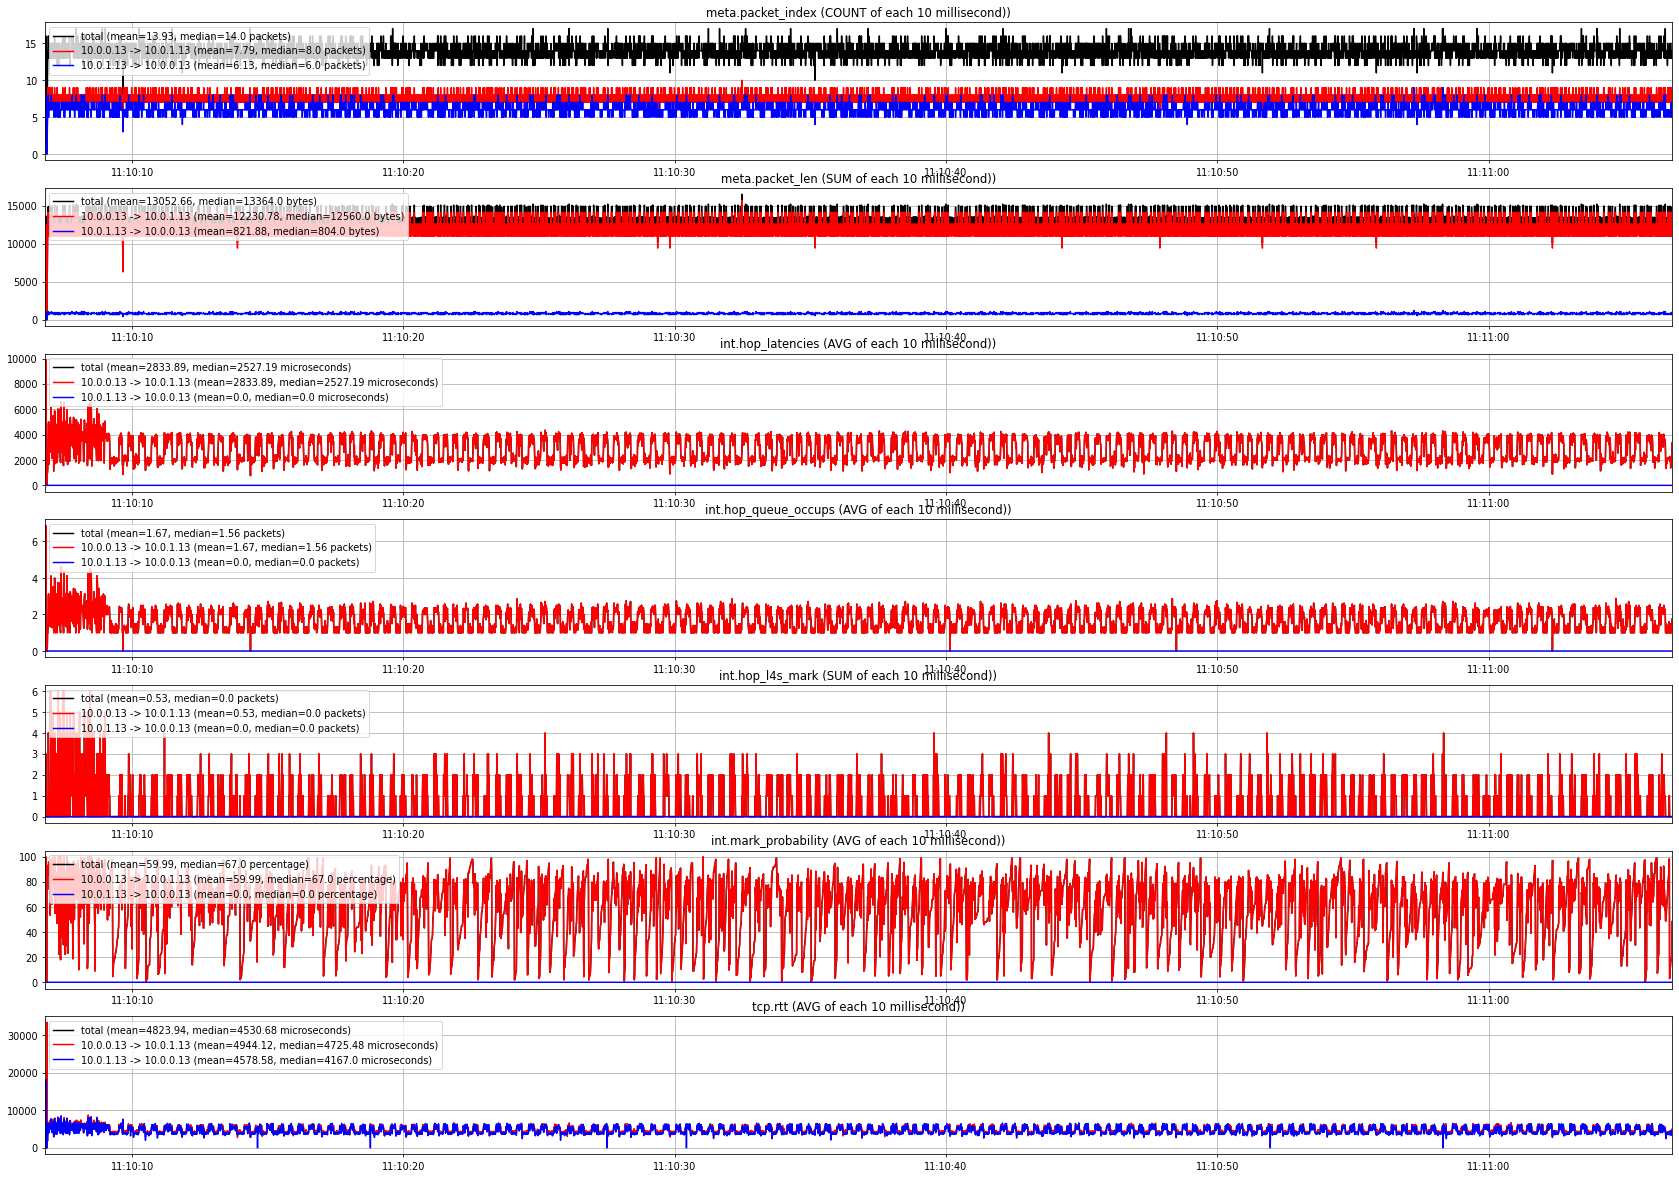 meta.packet_index (COUNT of each 10 millisecond))
total (mean=13.93, median=14.0 packets)
10.0.0.13 -> 10.0.1.13 (mean=7.79, median=8.0 packets)
10.0.1.13 -> 10.0.0.13 (mean=6.13, median=6.0 packets)
15
10
5
0
11:10:10 11:10:20 11:10:30 11:10:40 11:10:50 11:11:00
meta.packet_len (SUM of each 10 millisecond))
total (mean=13052.66, median=13364.0 bytes)
10.0.0.13 -> 10.0.1.13 (mean=12230.78, median=12560.0 bytes)
10.0.1.13 -> 10.0.0.13 (mean=821.88, median=804.0 bytes)
15000
10000
5000
0
11:10:10 11:10:20 11:10:30 11:10:40 11:10:50 11:11:00
int.hop_latencies (AVG of each 10 millisecond))
total (mean=2833.89, median=2527.19 microseconds)
10.0.0.13 -> 10.0.1.13 (mean=2833.89, median=2527.19 microseconds)
10.0.1.13 -> 10.0.0.13 (mean=0.0, median=0.0 microseconds)
10000
8000
6000
4000
2000
0
11:10:10 11:10:20 11:10:30 11:10:40 11:10:50 11:11:00
int.hop_queue_occups (AVG of each 10 millisecond))
total (mean=1.67, median=1.56 packets)
10.0.0.13 -> 10.0.1.13 (mean=1.67, median=1.56 packets)
10.0.1.13 -> 10.0.0.13 (mean=0.0, median=0.0 packets)
6
4
2
0
11:10:10 11:10:20 11:10:30 11:10:40 11:10:50 11:11:00
int.hop_l4s_mark (SUM of each 10 millisecond))
total (mean=0.53, median=0.0 packets)
10.0.0.13 -> 10.0.1.13 (mean=0.53, median=0.0 packets)
10.0.1.13 -> 10.0.0.13 (mean=0.0, median=0.0 packets)
6
5
4
3
2
1
0
11:10:10 11:10:20 11:10:30 11:10:40 11:10:50 11:11:00
int.mark_probability (AVG of each 10 millisecond))
total (mean=59.99, median=67.0 percentage)
10.0.0.13 -> 10.0.1.13 (mean=59.99, median=67.0 percentage)
10.0.1.13 -> 10.0.0.13 (mean=0.0, median=0.0 percentage)
100
80
60
40
20
0
11:10:10 11:10:20 11:10:30 11:10:40 11:10:50 11:11:00
tcp.rtt (AVG of each 10 millisecond))
total (mean=4823.94, median=4530.68 microseconds)
10.0.0.13 -> 10.0.1.13 (mean=4944.12, median=4725.48 microseconds)
10.0.1.13 -> 10.0.0.13 (mean=4578.58, median=4167.0 microseconds)
30000
20000
10000
0
11:10:10 11:10:20 11:10:30 11:10:40 11:10:50 11:11:00